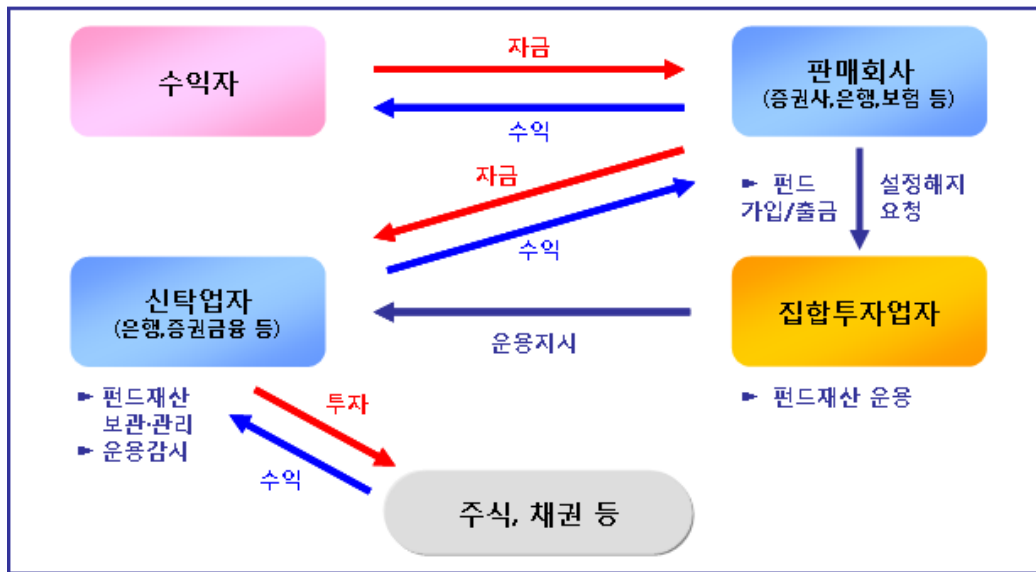 자금
수익자
판매회사
(증권사,은행,보험 등)
수익
자금
► 펀드
가입/출금
설정해지
요청
수익
신탁업자
(은행,증권금융 등)
집합투자업자
운용지시
► 펀드재산
보관·관리
► 운용감시
투자
► 펀드재산 운용
수익
주식, 채권 등